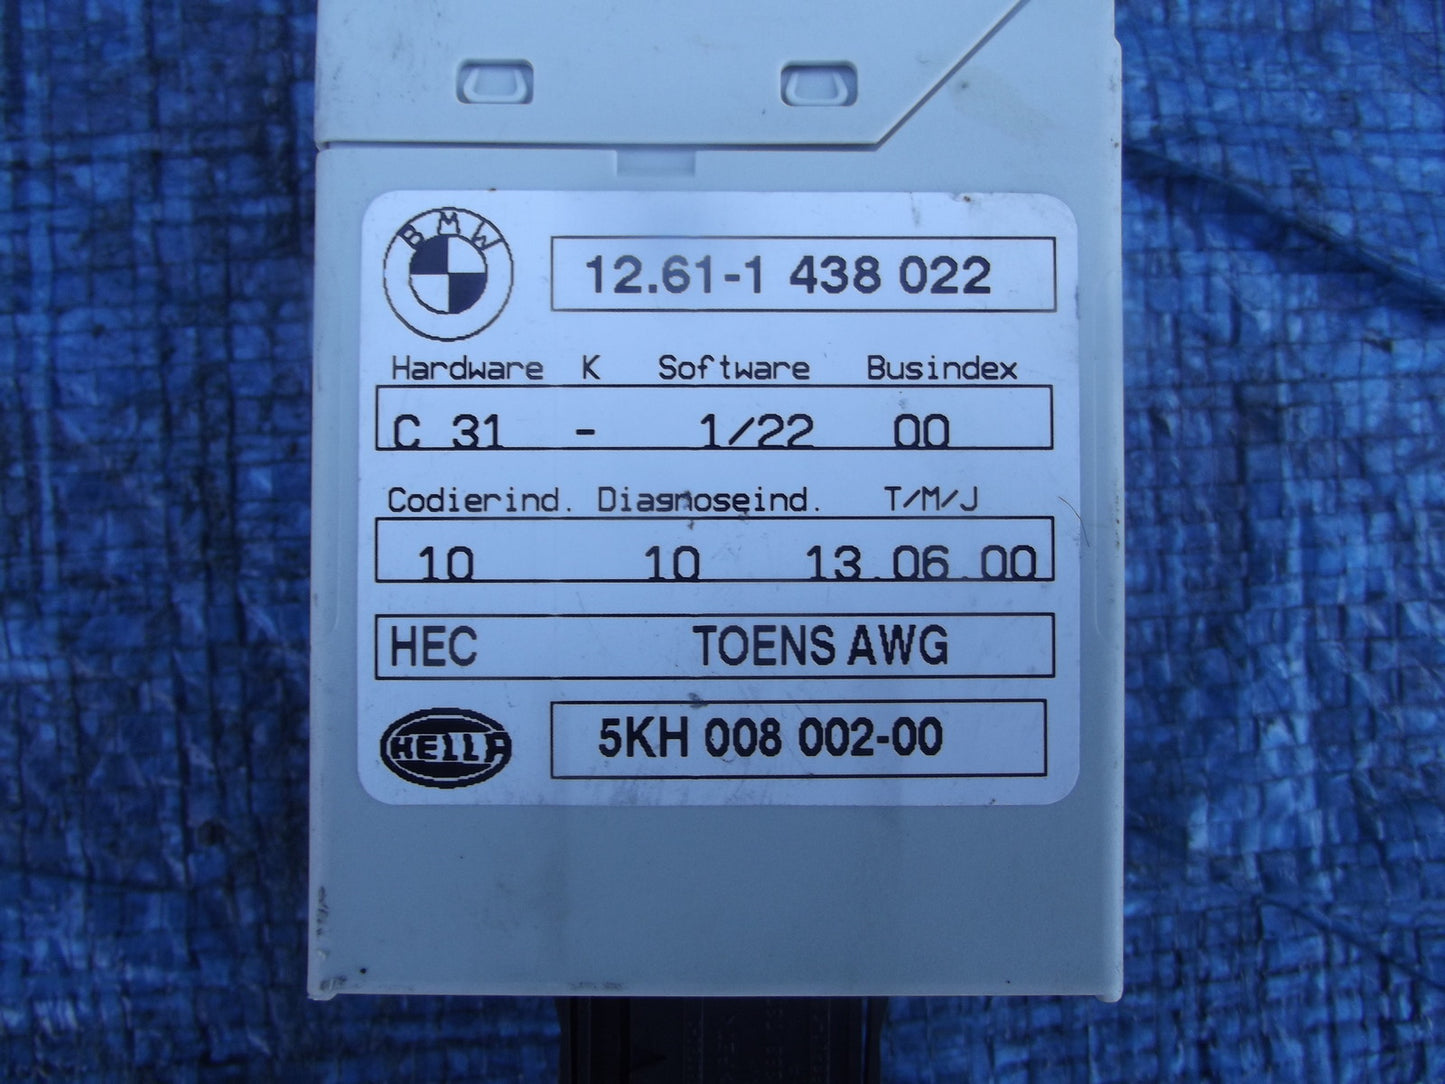 BMW
12.61-1 438 022
Hardware K Software Busindex
C 31 - 1/22 00
Codierind. Diagnoseind. T/M/J
10 10 13.06.00
HEC TOENS AWG
HELLA
5KH 008 002-00